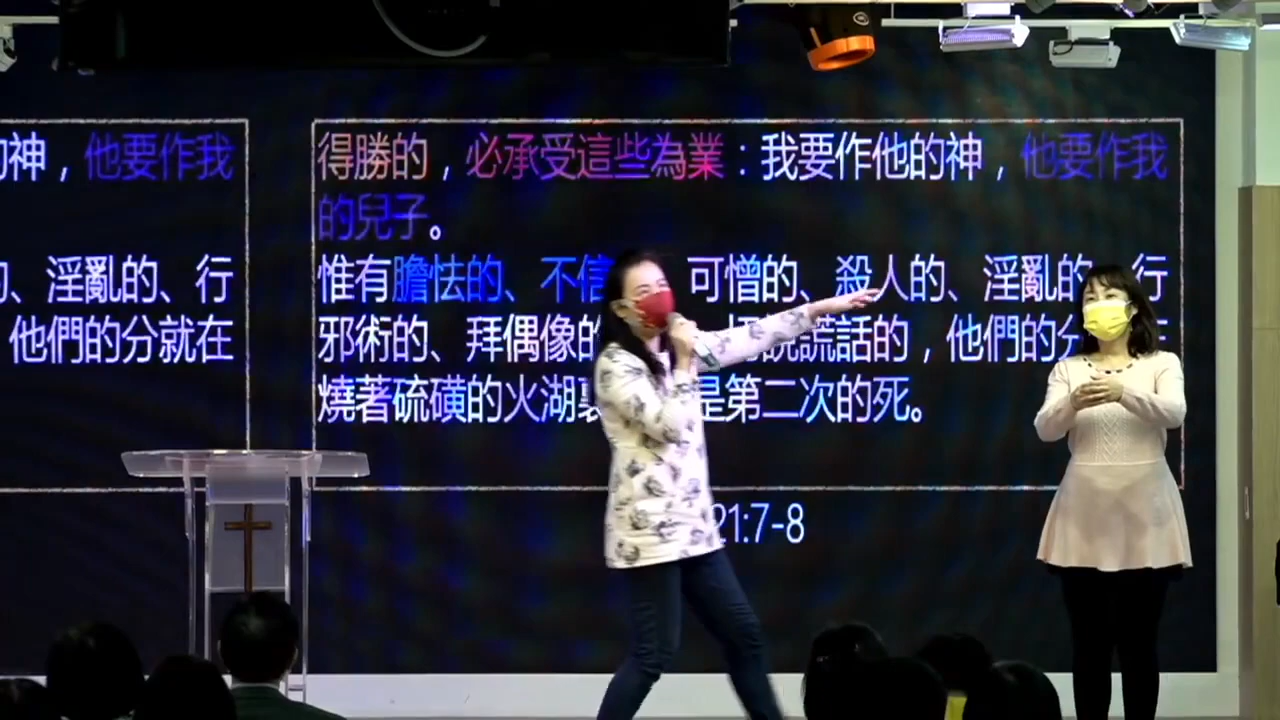 的神，他要作我
得勝的，必承受這些為業：我要作他的神，他要作我
的兒子。
的、淫亂的、行
惟有膽怯的、不信 可憎的、殺人的、淫亂的、行
他們的分就在
邪術的、拜偶像的 說謊話的，他們的分
燒著硫磺的火湖裏 是第二次的死。
21:7-8